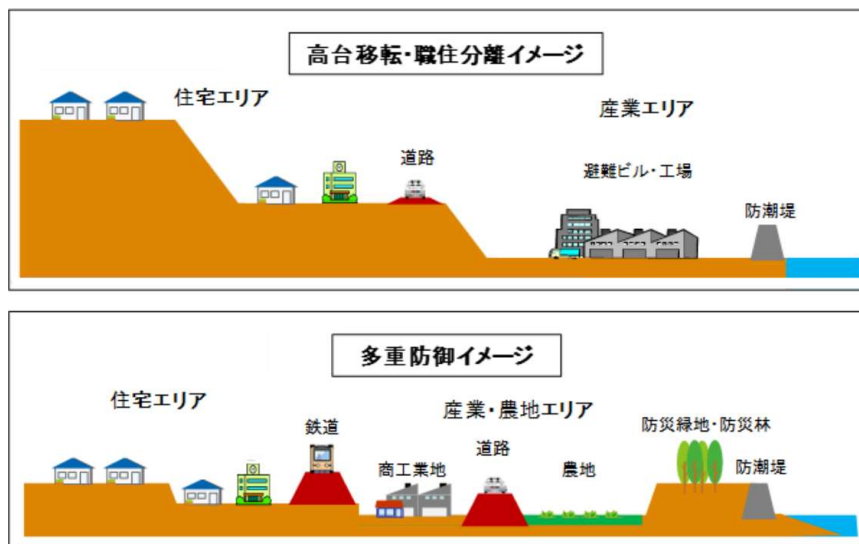 高台移転・職住分離イメージ
住宅エリア
産業エリア
道路
避難ビル・工場
防潮堤
多重防御イメージ
住宅エリア
産業・農地エリア
鉄道
防災緑地・防災林
道路
商工業地
農地
防潮堤